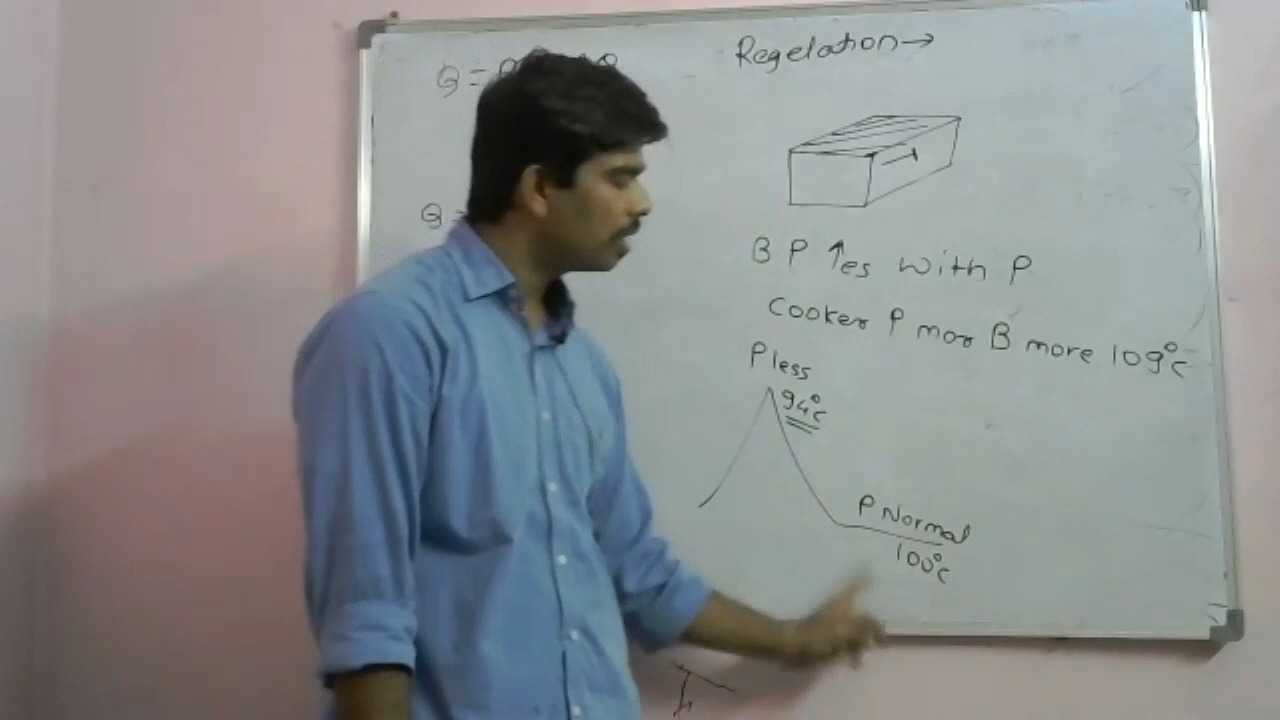 Q =
Regelation→
Q =
B P ↑es with P
Cooker P mor B more 109°c
P less
94°c
P Normal
100°c